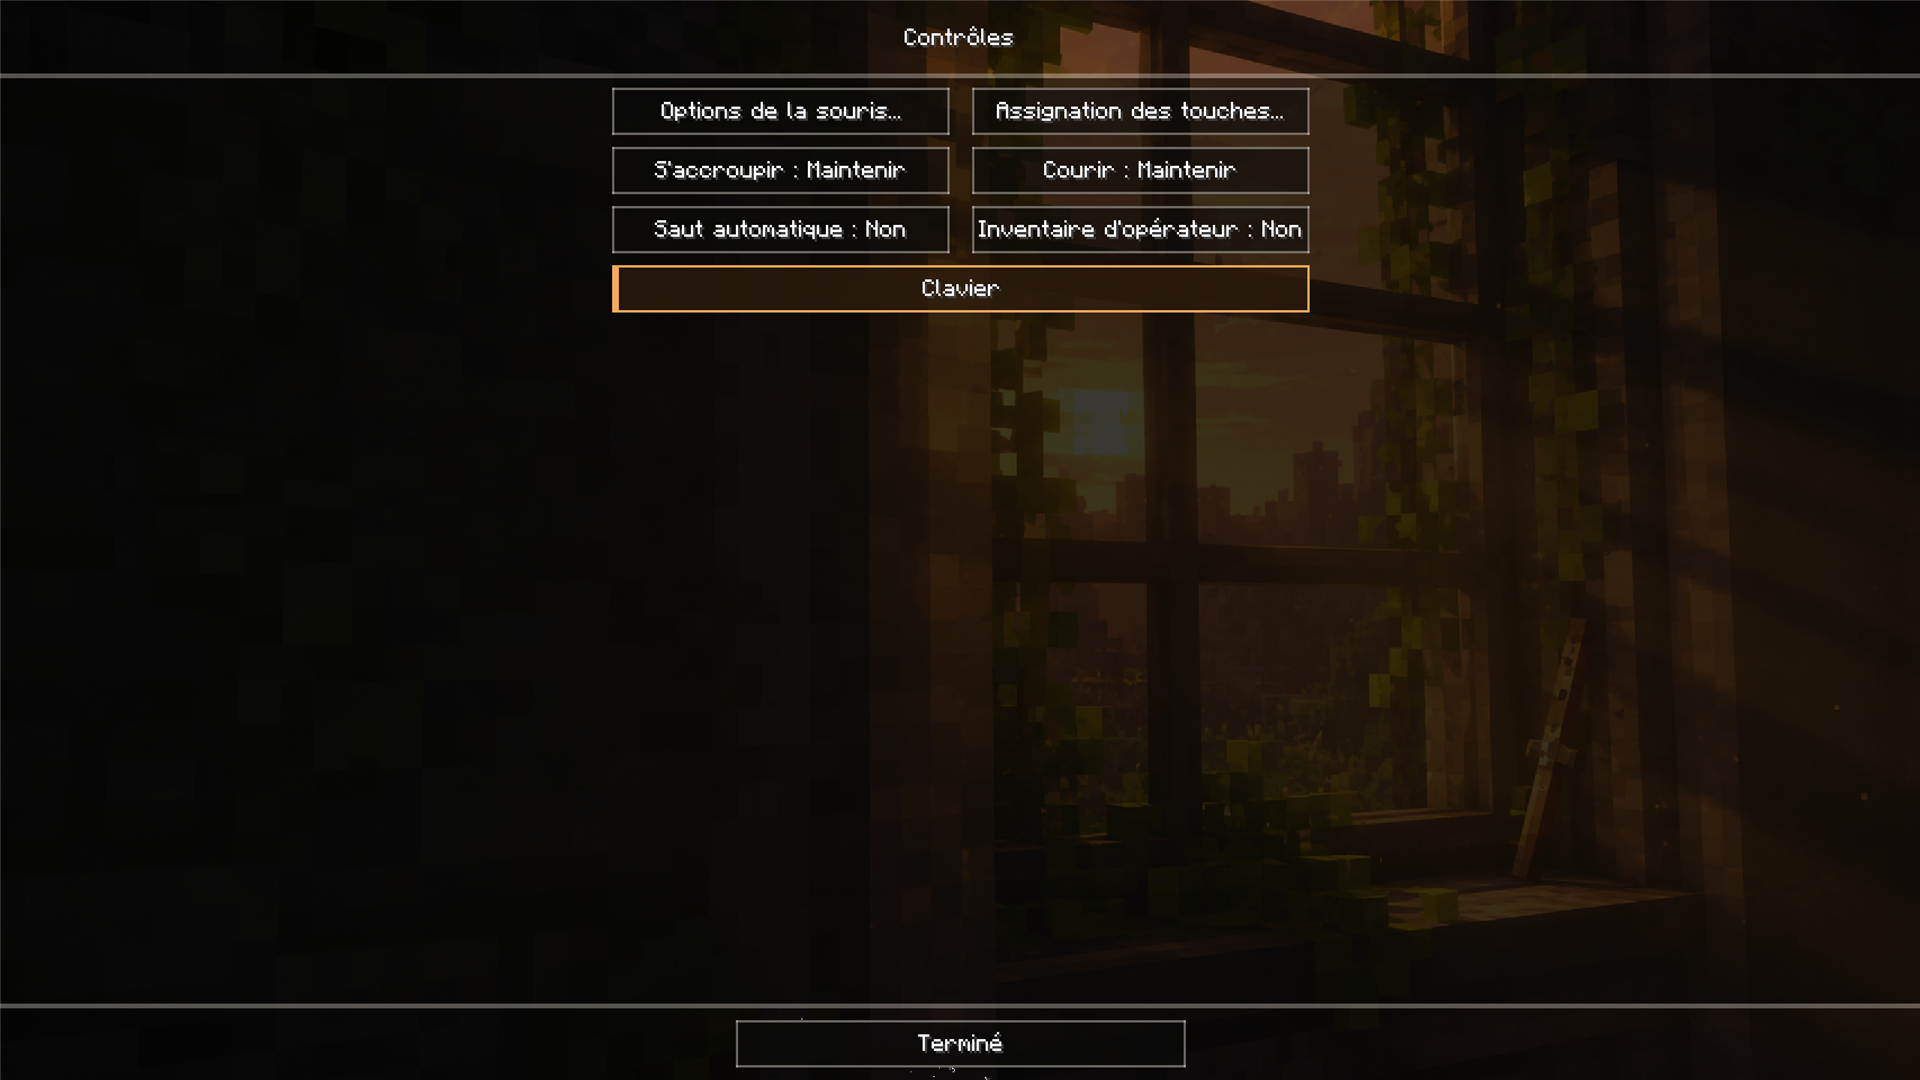 Contrôles
Options de la souris...
Assignation des touches...
S'accroupir : Maintenir
Courir : Maintenir
Saut automatique : Non
Inventaire d'opérateur : Non
Clavier
Terminé